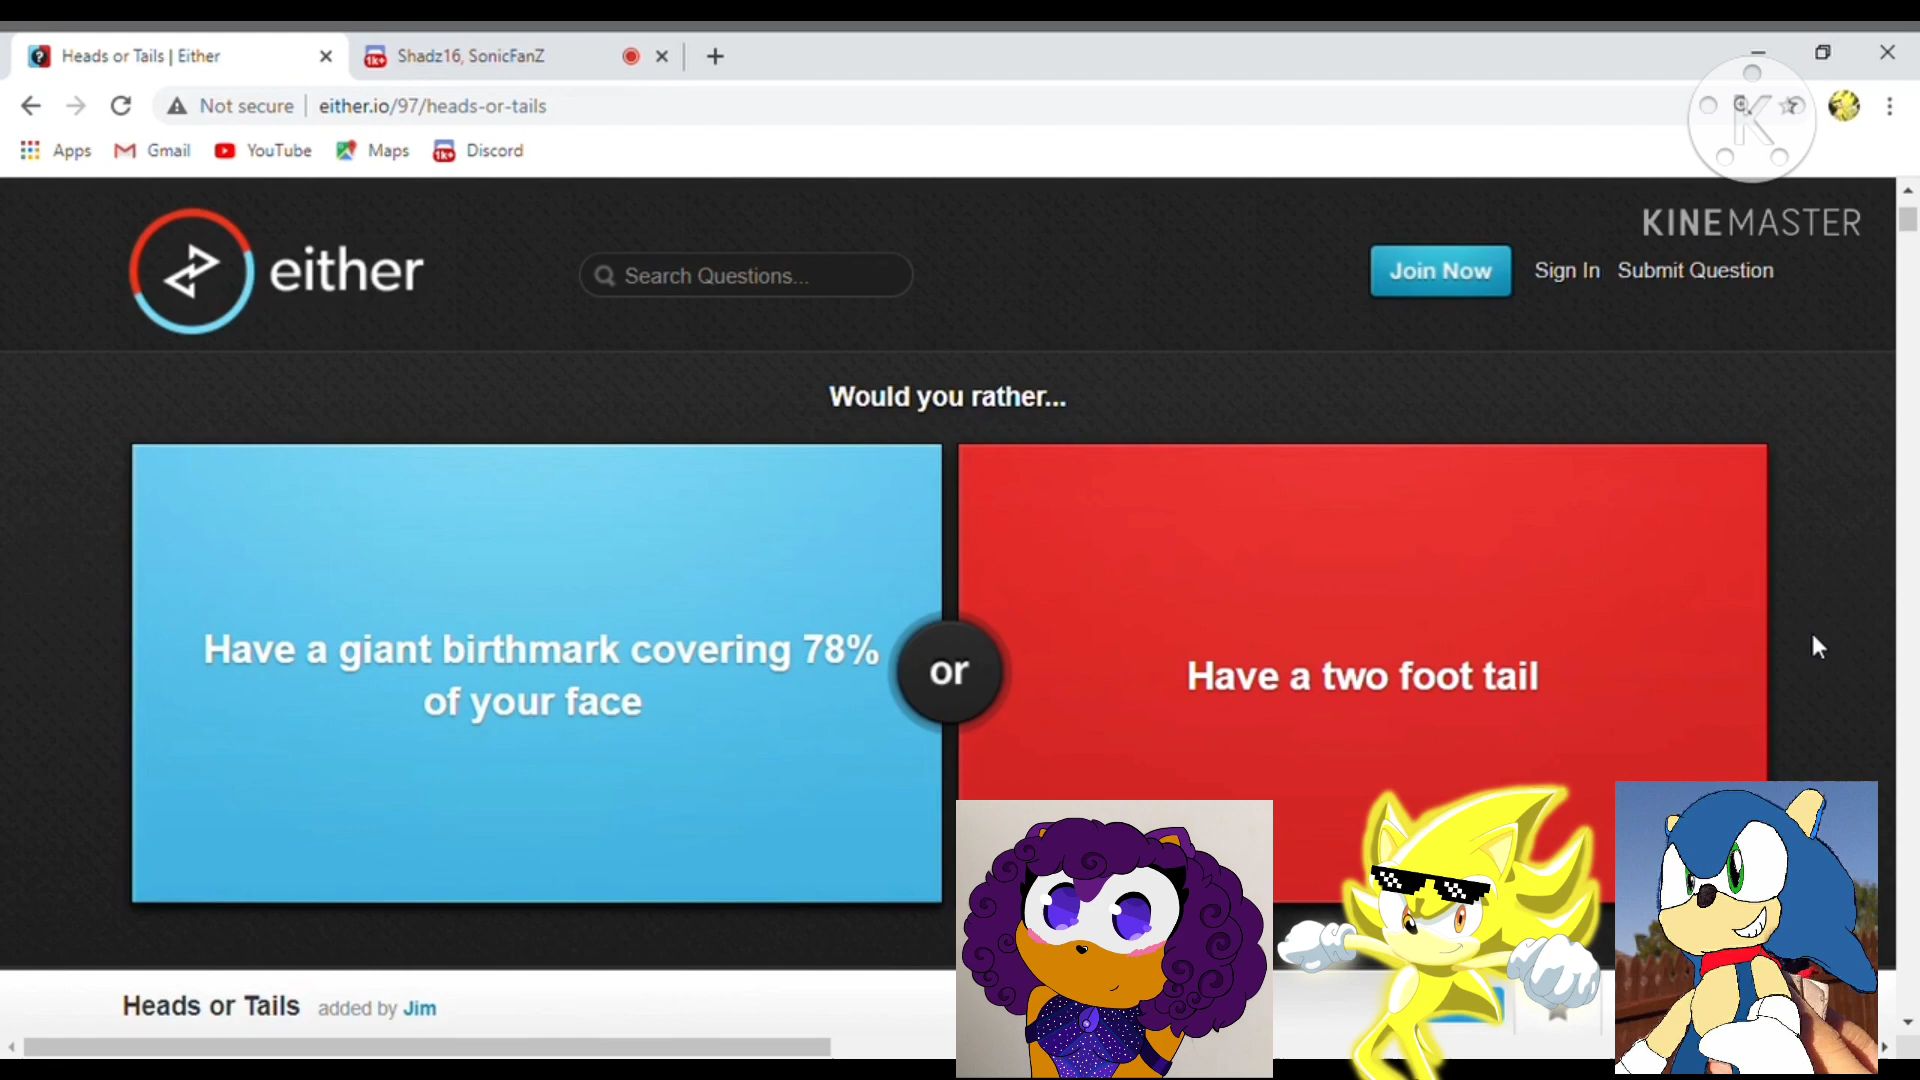 Heads or Tails | Either
Shadz16, SonicFanZ
Not secure
either.io/97/heads-or-tails
K
Apps
Gmail
YouTube
Maps
1k+
Discord
KINEMASTER
either
Search Questions...
Join Now
Sign In
Submit Question
Would you rather...
Have a giant birthmark covering 78%
of your face
or
Have a two foot tail
Heads or Tails added by Jim